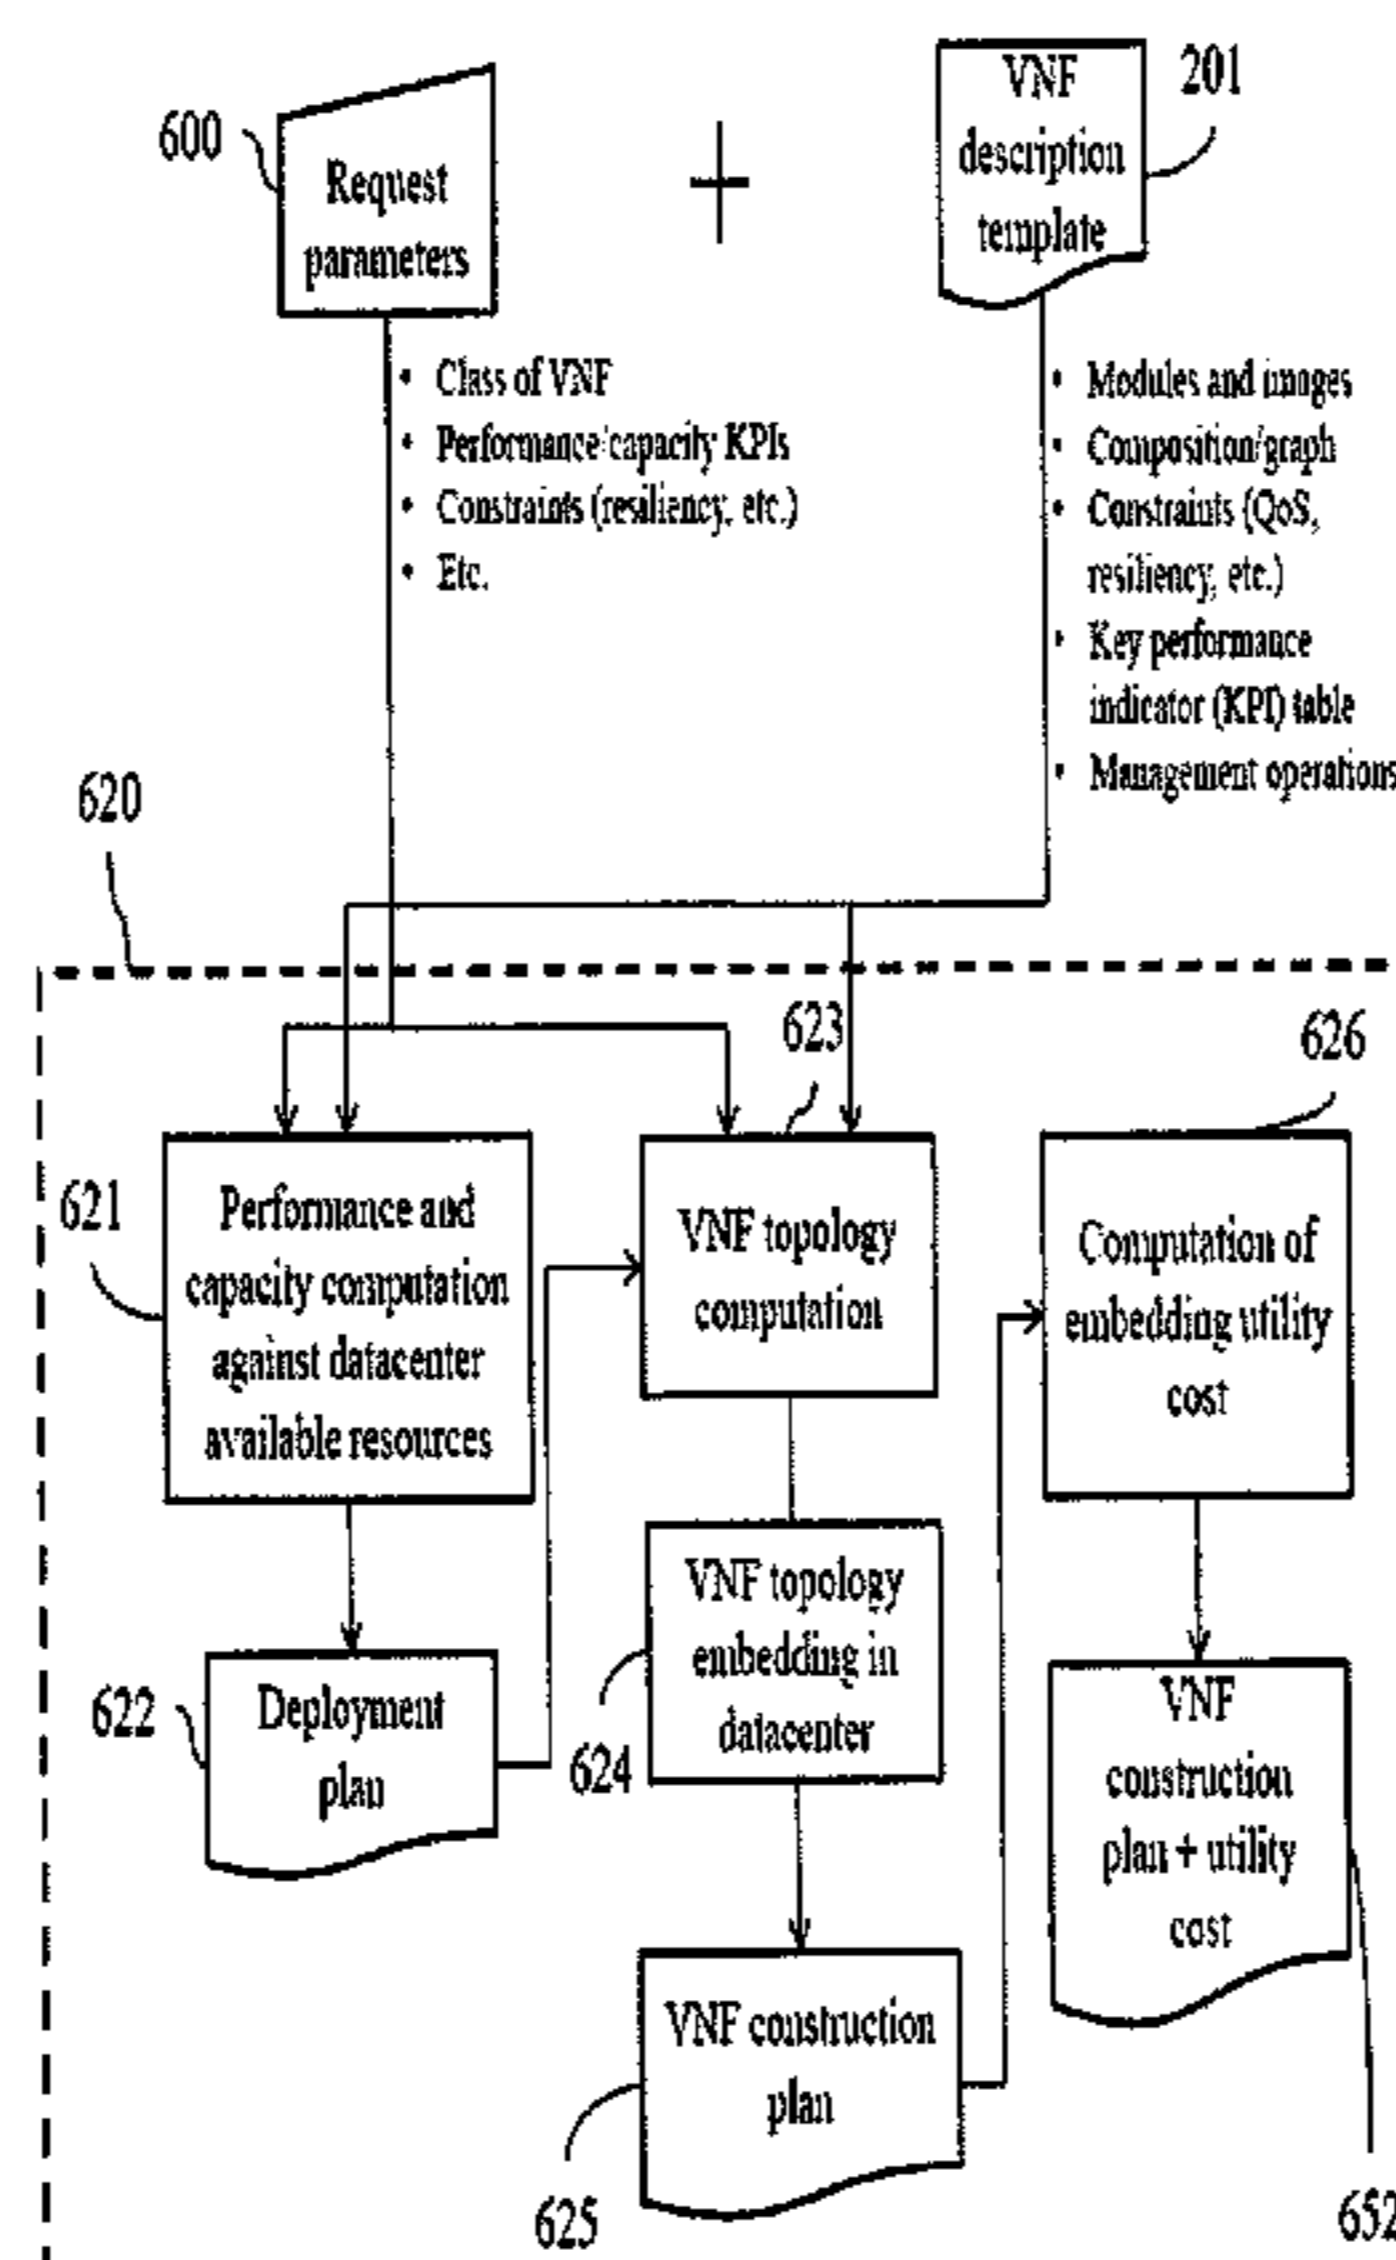 600
Request
parameters
+
VNF
description
template
201
• Class of VNF
• Performance/capacity KPIs
• Constraints (resiliency, etc.)
• Etc.
• Modules and images
• Composition/graph
• Constraints (QoS,
resiliency, etc.)
• Key performance
indicator (KPI) table
• Management operations
620
623
626
621
Performance and
capacity computation
against datacenter
available resources
VNF topology
computation
Computation of
embedding utility
cost
622
Deployment
plan
624
VNF topology
embedding in
datacenter
VNF
construction
plan + utility
cost
VNF construction
plan
625
652